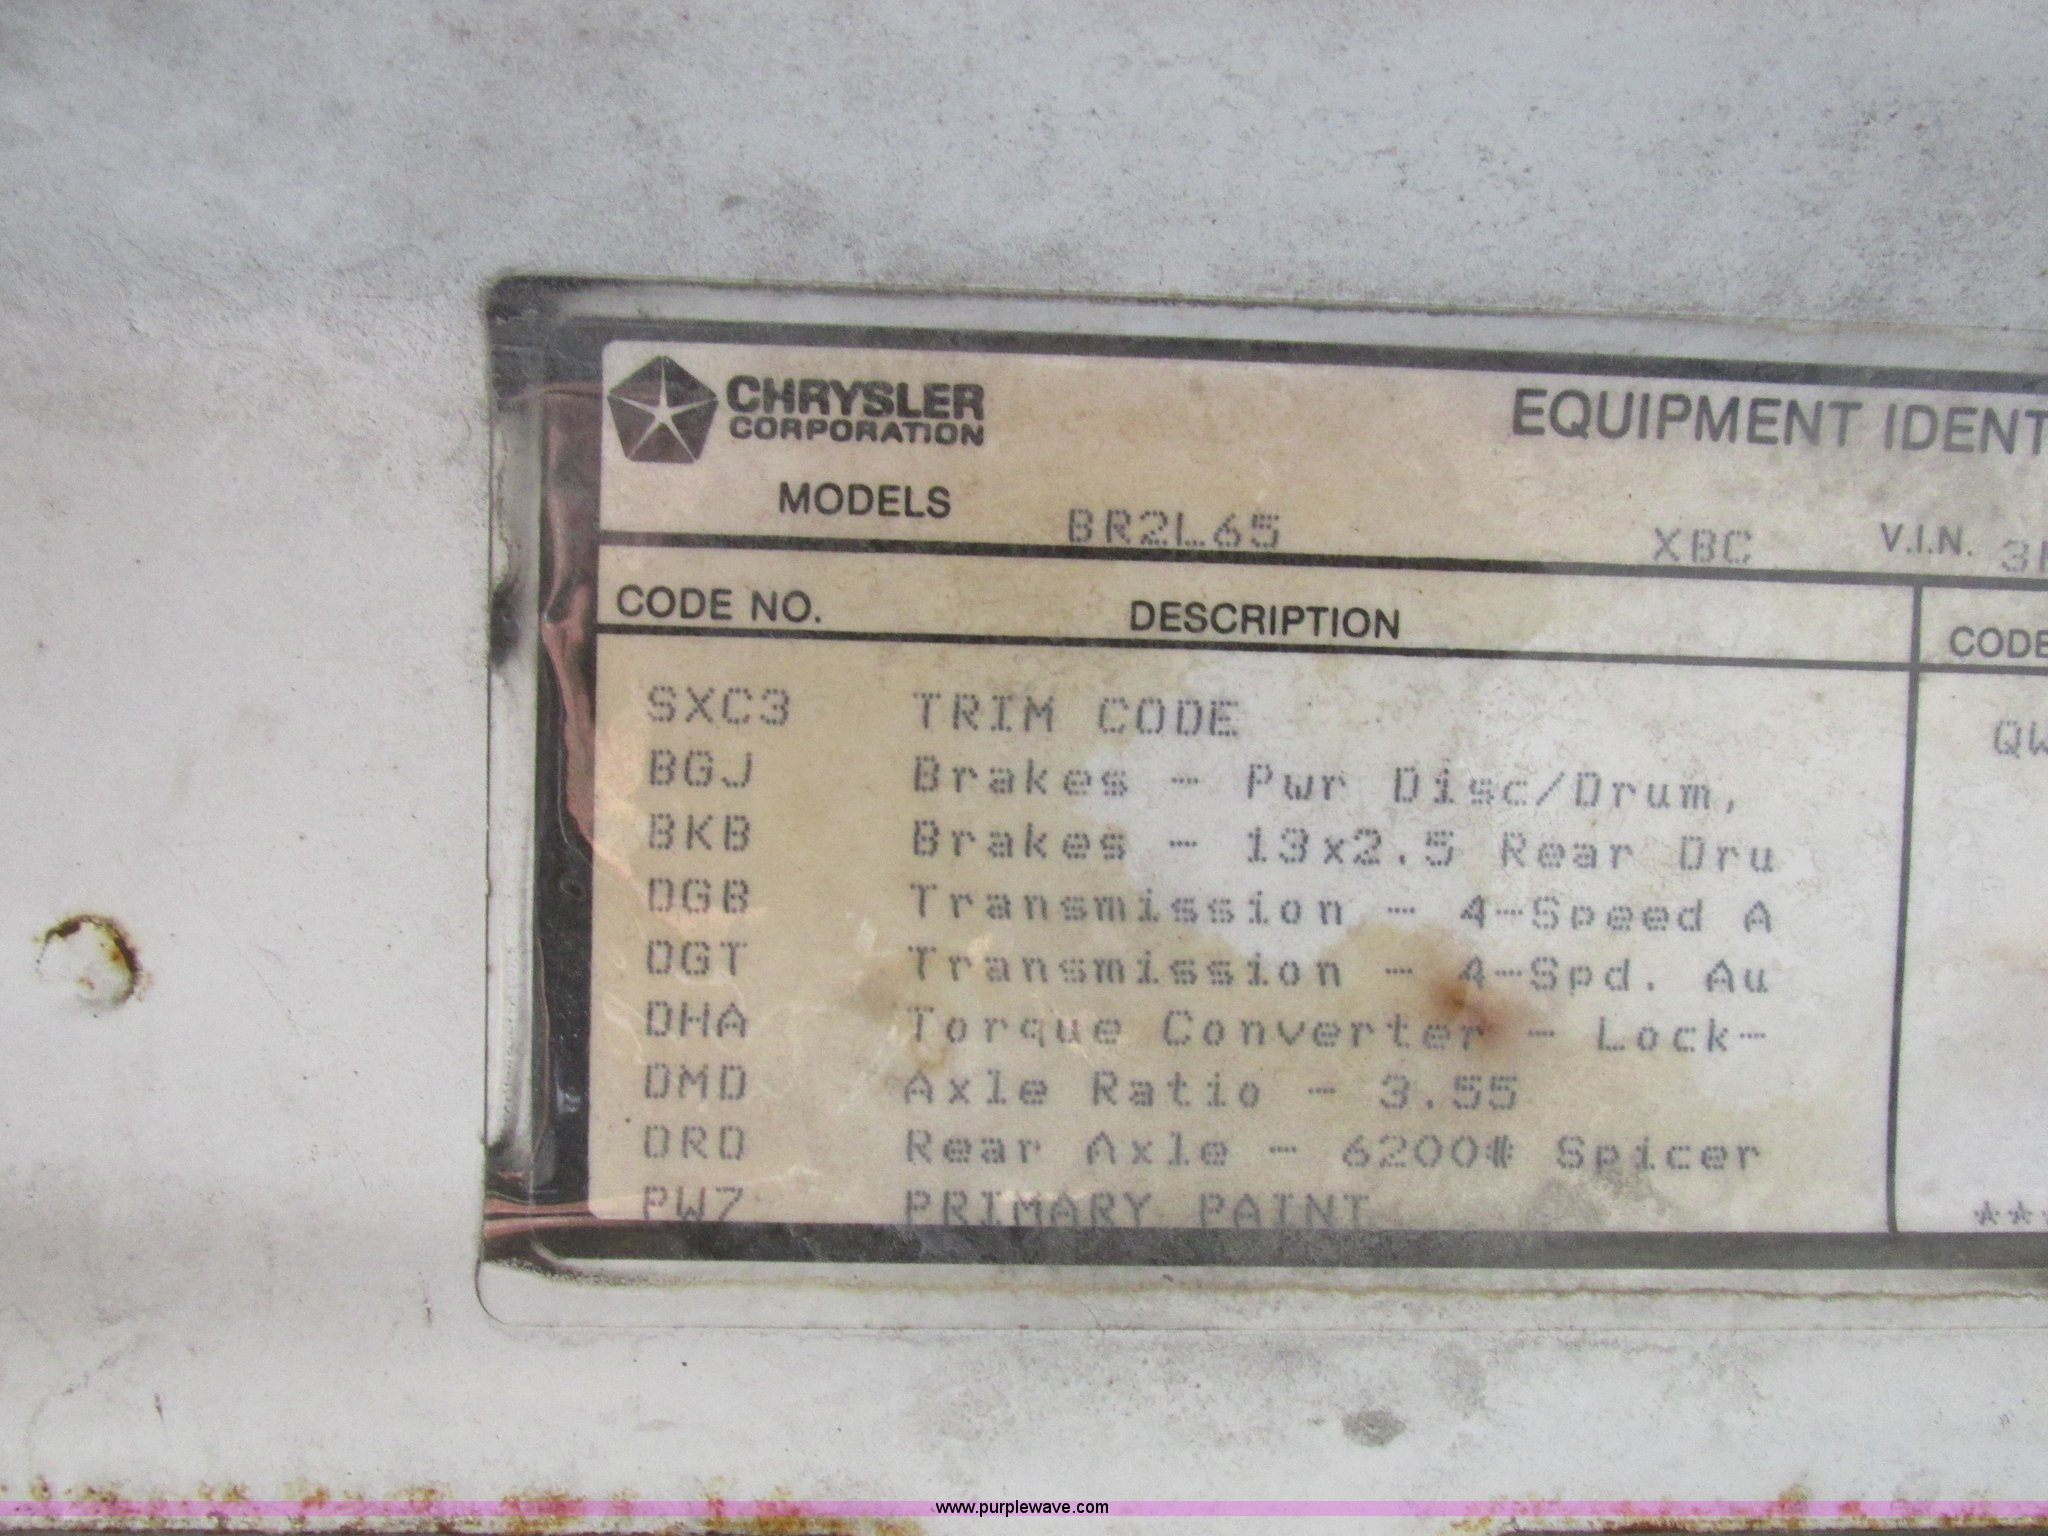 CHRYSLER
CORPORATION
EQUIPMENT IDENT
MODELS BR2L65 XBC V.I.N. 3
CODE NO. DESCRIPTION CODE
SXC3 TRIM CODE QW
BGJ Brakes - Pwr Disc/Drum,
BKB Brakes - 13x2.5 Rear Dru
DGB Transmission - 4-Speed A
DGT Transmission - 4-Spd. Au
DHA Torque Converter - Lock-
DMD Axle Ratio - 3.55
DRD Rear Axle - 6200# Spicer
PW7 PRIMARY PAINT **
www.purplewave.com